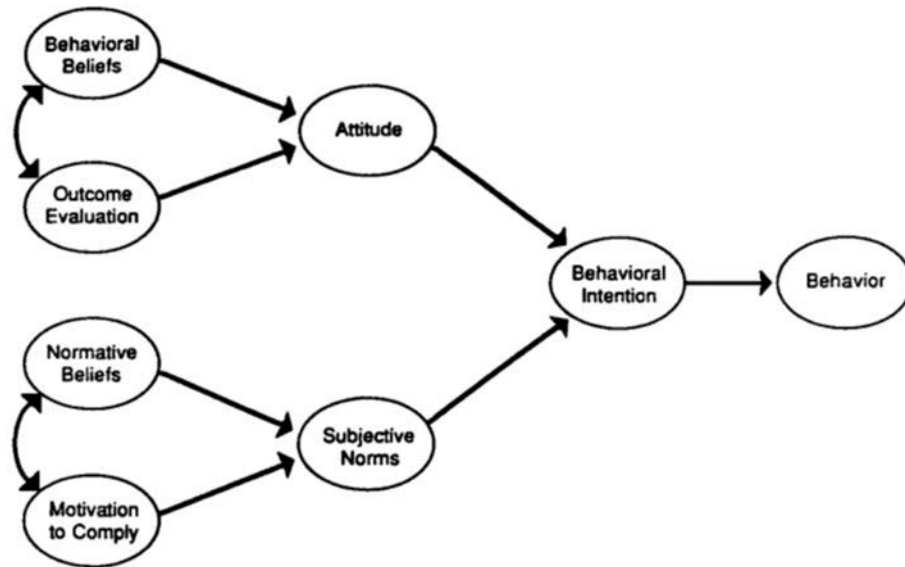 Behavioral
Beliefs
Attitude
Outcome
Evaluation
Behavioral
Intention
Behavior
Normative
Beliefs
Subjective
Norms
Motivation
to Comply